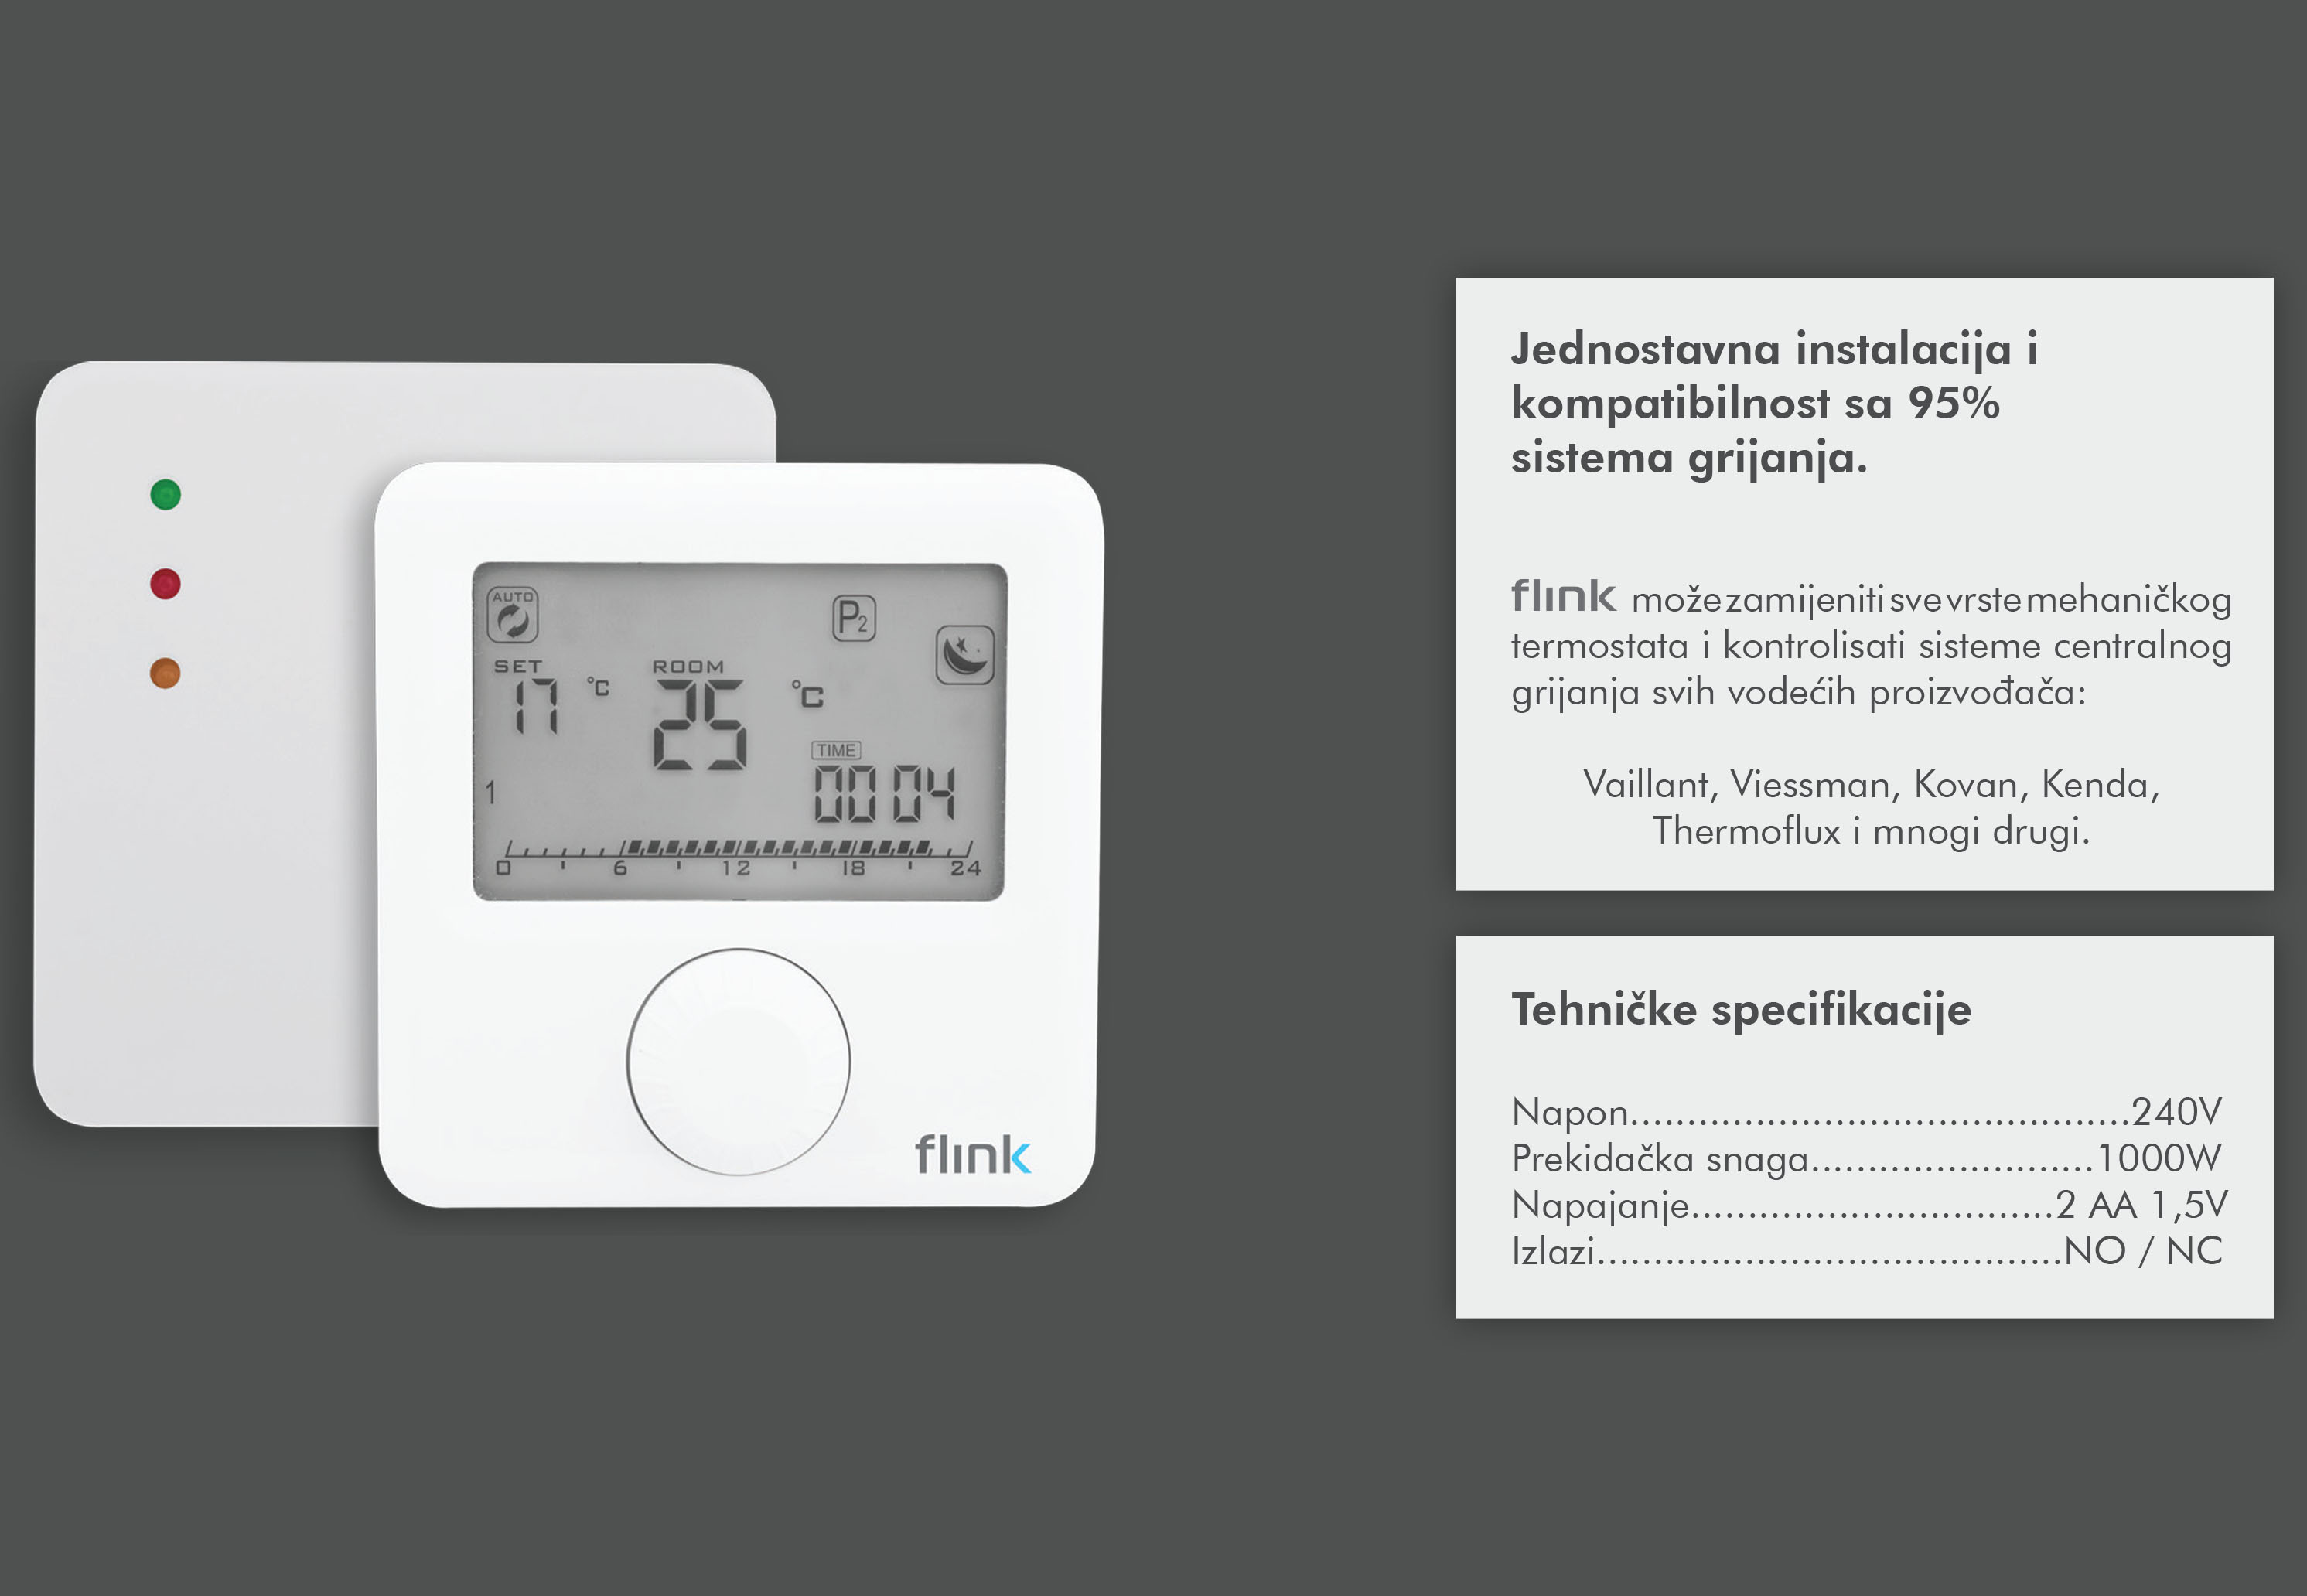 AUTO
P2
SET
ROOM
17 °C
25 °C
TIME
00 04
1
0 6 12 18 24
flink
Jednostavna instalacija i
kompatibilnost sa 95%
sistema grijanja.
flink može zamijeniti sve vrste mehaničkog
termostata i kontrolisati sisteme centralnog
grijanja svih vodećih proizvođača:
Vaillant, Viessman, Kovan, Kenda,
Thermoflux i mnogi drugi.
Tehničke specifikacije
Napon............................................240V
Prekidačka snaga.........................1000W
Napajanje................................2 AA 1,5V
Izlazi.........................................NO / NC